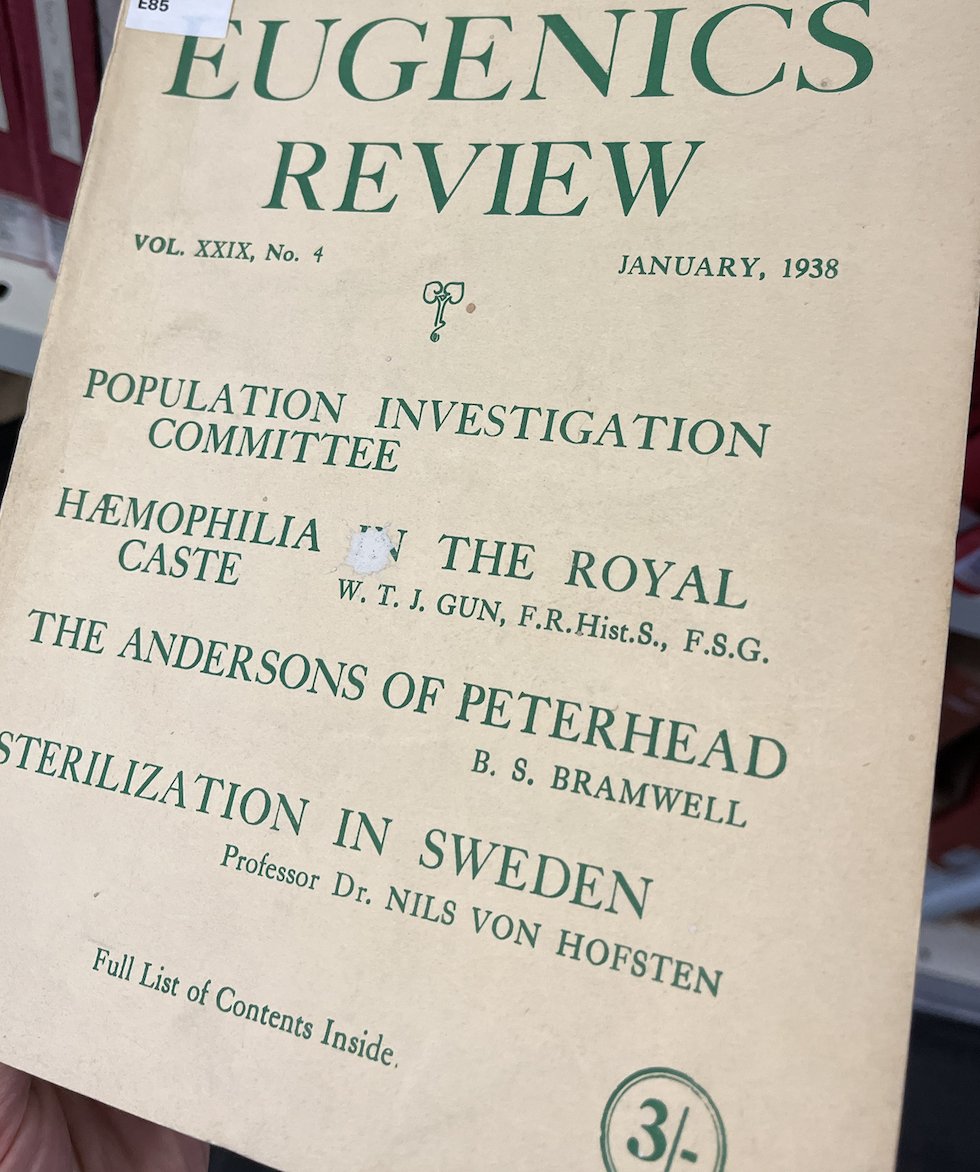 E85
EUGENICS
REVIEW
VOL. XXIX, No. 4
JANUARY, 1938
POPULATION INVESTIGATION
COMMITTEE
HÆMOPHILIA IN THE ROYAL
CASTE
W. T. J. GUN, F.R.Hist.S., F.S.G.
THE ANDERSONS OF PETERHEAD
B. S. BRAMWELL
STERILIZATION IN SWEDEN
Professor Dr. NILS VON HOFSTEN
Full List of Contents Inside.
3/-